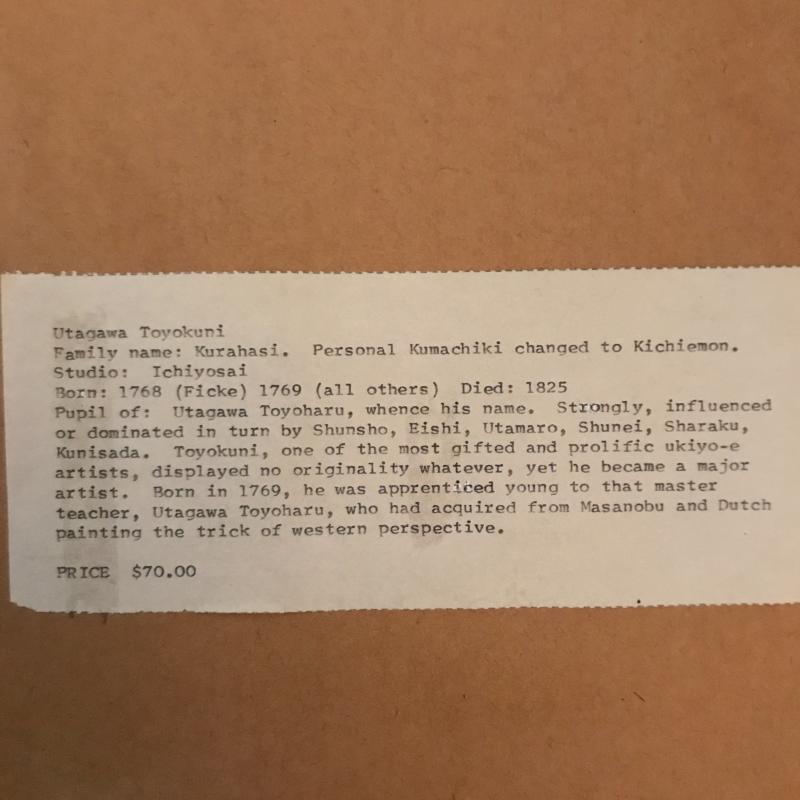 Utagawa Toyokuni
Family name: Kurahasi.  Personal Kumachiki changed to Kichiemon.
Studio:  Ichiyosai
Born: 1768 (Ficke) 1769 (all others)  Died: 1825
Pupil of:  Utagawa Toyoharu, whence his name.  Strongly, influenced
or dominated in turn by Shunsho, Eishi, Utamaro, Shunei, Sharaku,
Kunisada.  Toyokuni, one of the most gifted and prolific ukiyo-e
artists, displayed no originality whatever, yet he became a major
artist.  Born in 1769, he was apprenticed young to that master
teacher, Utagawa Toyoharu, who had acquired from Masanobu and Dutch
painting the trick of western perspective.
PRICE  $70.00